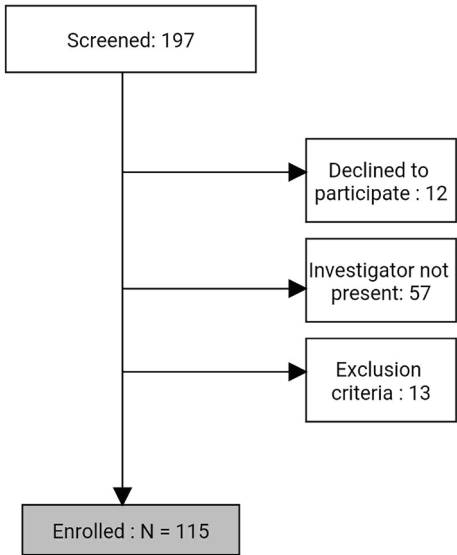 Screened: 197
Declined to
participate : 12
Investigator not
present: 57
Exclusion
criteria : 13
Enrolled : N = 115